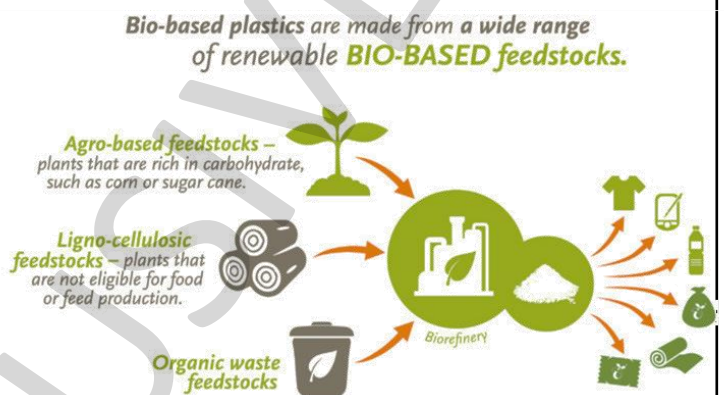 Bio-based plastics are made from a wide range
of renewable BIO-BASED feedstocks.
Agro-based feedstocks –
plants that are rich in carbohydrate,
such as corn or sugar cane.
Ligno-cellulosic
feedstocks – plants that
are not eligible for food
or feed production.
Organic waste
feedstocks
Biorefinery